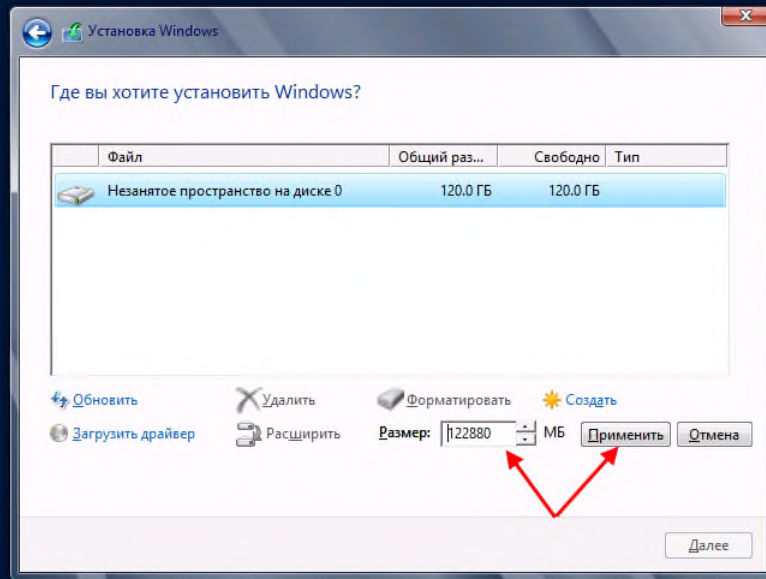 Установка Windows
Где вы хотите установить Windows?
Файл Общий раз... Свободно Тип
Незанятое пространство на диске 0 120.0 ГБ 120.0 ГБ
Обновить Удалить Форматировать Создать
Загрузить драйвер Расширить Размер: 122880 МБ Применить Отмена
Далее